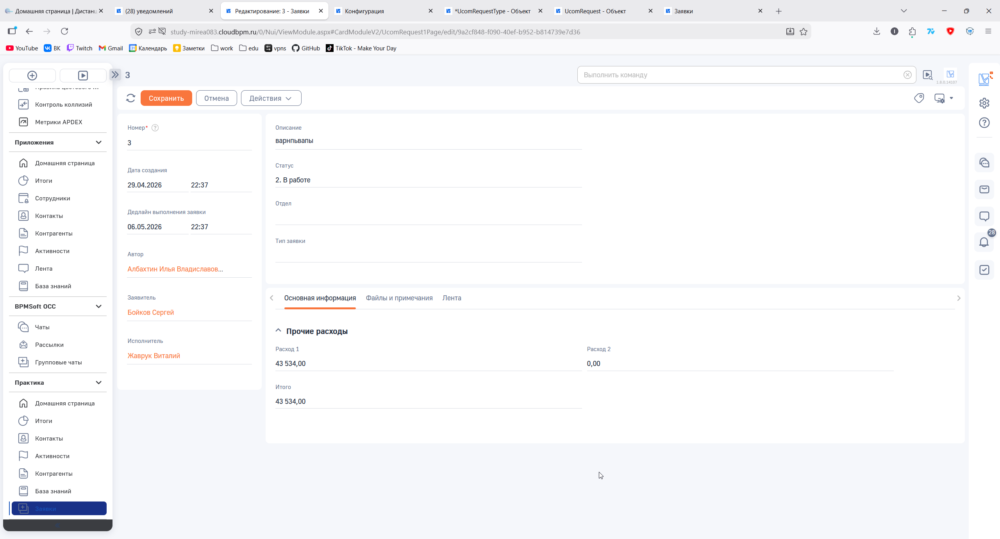 Домашняя страница | Дистанц
(28) уведомлений
Редактирование: 3 - Заявки
Конфигурация
*UcomRequestType - Объект
UcomRequest - Объект
Заявки
study-mirea083.cloudbpm.ru/0/Nui/ViewModule.aspx#CardModuleV2/UcomRequest1Page/edit/9a2cf848-f090-40ef-b952-b814739e7d36
YouTube
ВК
Twitch
Gmail
Календарь
Заметки
work
edu
vpns
GitHub
TikTok - Make Your Day
3
Выполнить команду
1.8.0.14107
Сохранить
Отмена
Действия
Контроль коллизий
Метрики APDEX
Приложения
Домашняя страница
Итоги
Сотрудники
Контакты
Контрагенты
Активности
Лента
База знаний
BPMSoft ОСС
Чаты
Рассылки
Групповые чаты
Практика
Домашняя страница
Итоги
Контакты
Активности
Контрагенты
База знаний
Заявки
Номер*
3
Дата создания
29.04.2026 22:37
Дедлайн выполнения заявки
06.05.2026 22:37
Автор
Албахтин Илья Владиславов...
Заявитель
Бойков Сергей
Исполнитель
Жаврук Виталий
Описание
варнпьвапы
Статус
2. В работе
Отдел
Тип заявки
Основная информация
Файлы и примечания
Лента
Прочие расходы
Расход 1
43 534,00
Расход 2
0,00
Итого
43 534,00
28
ЮКОМС